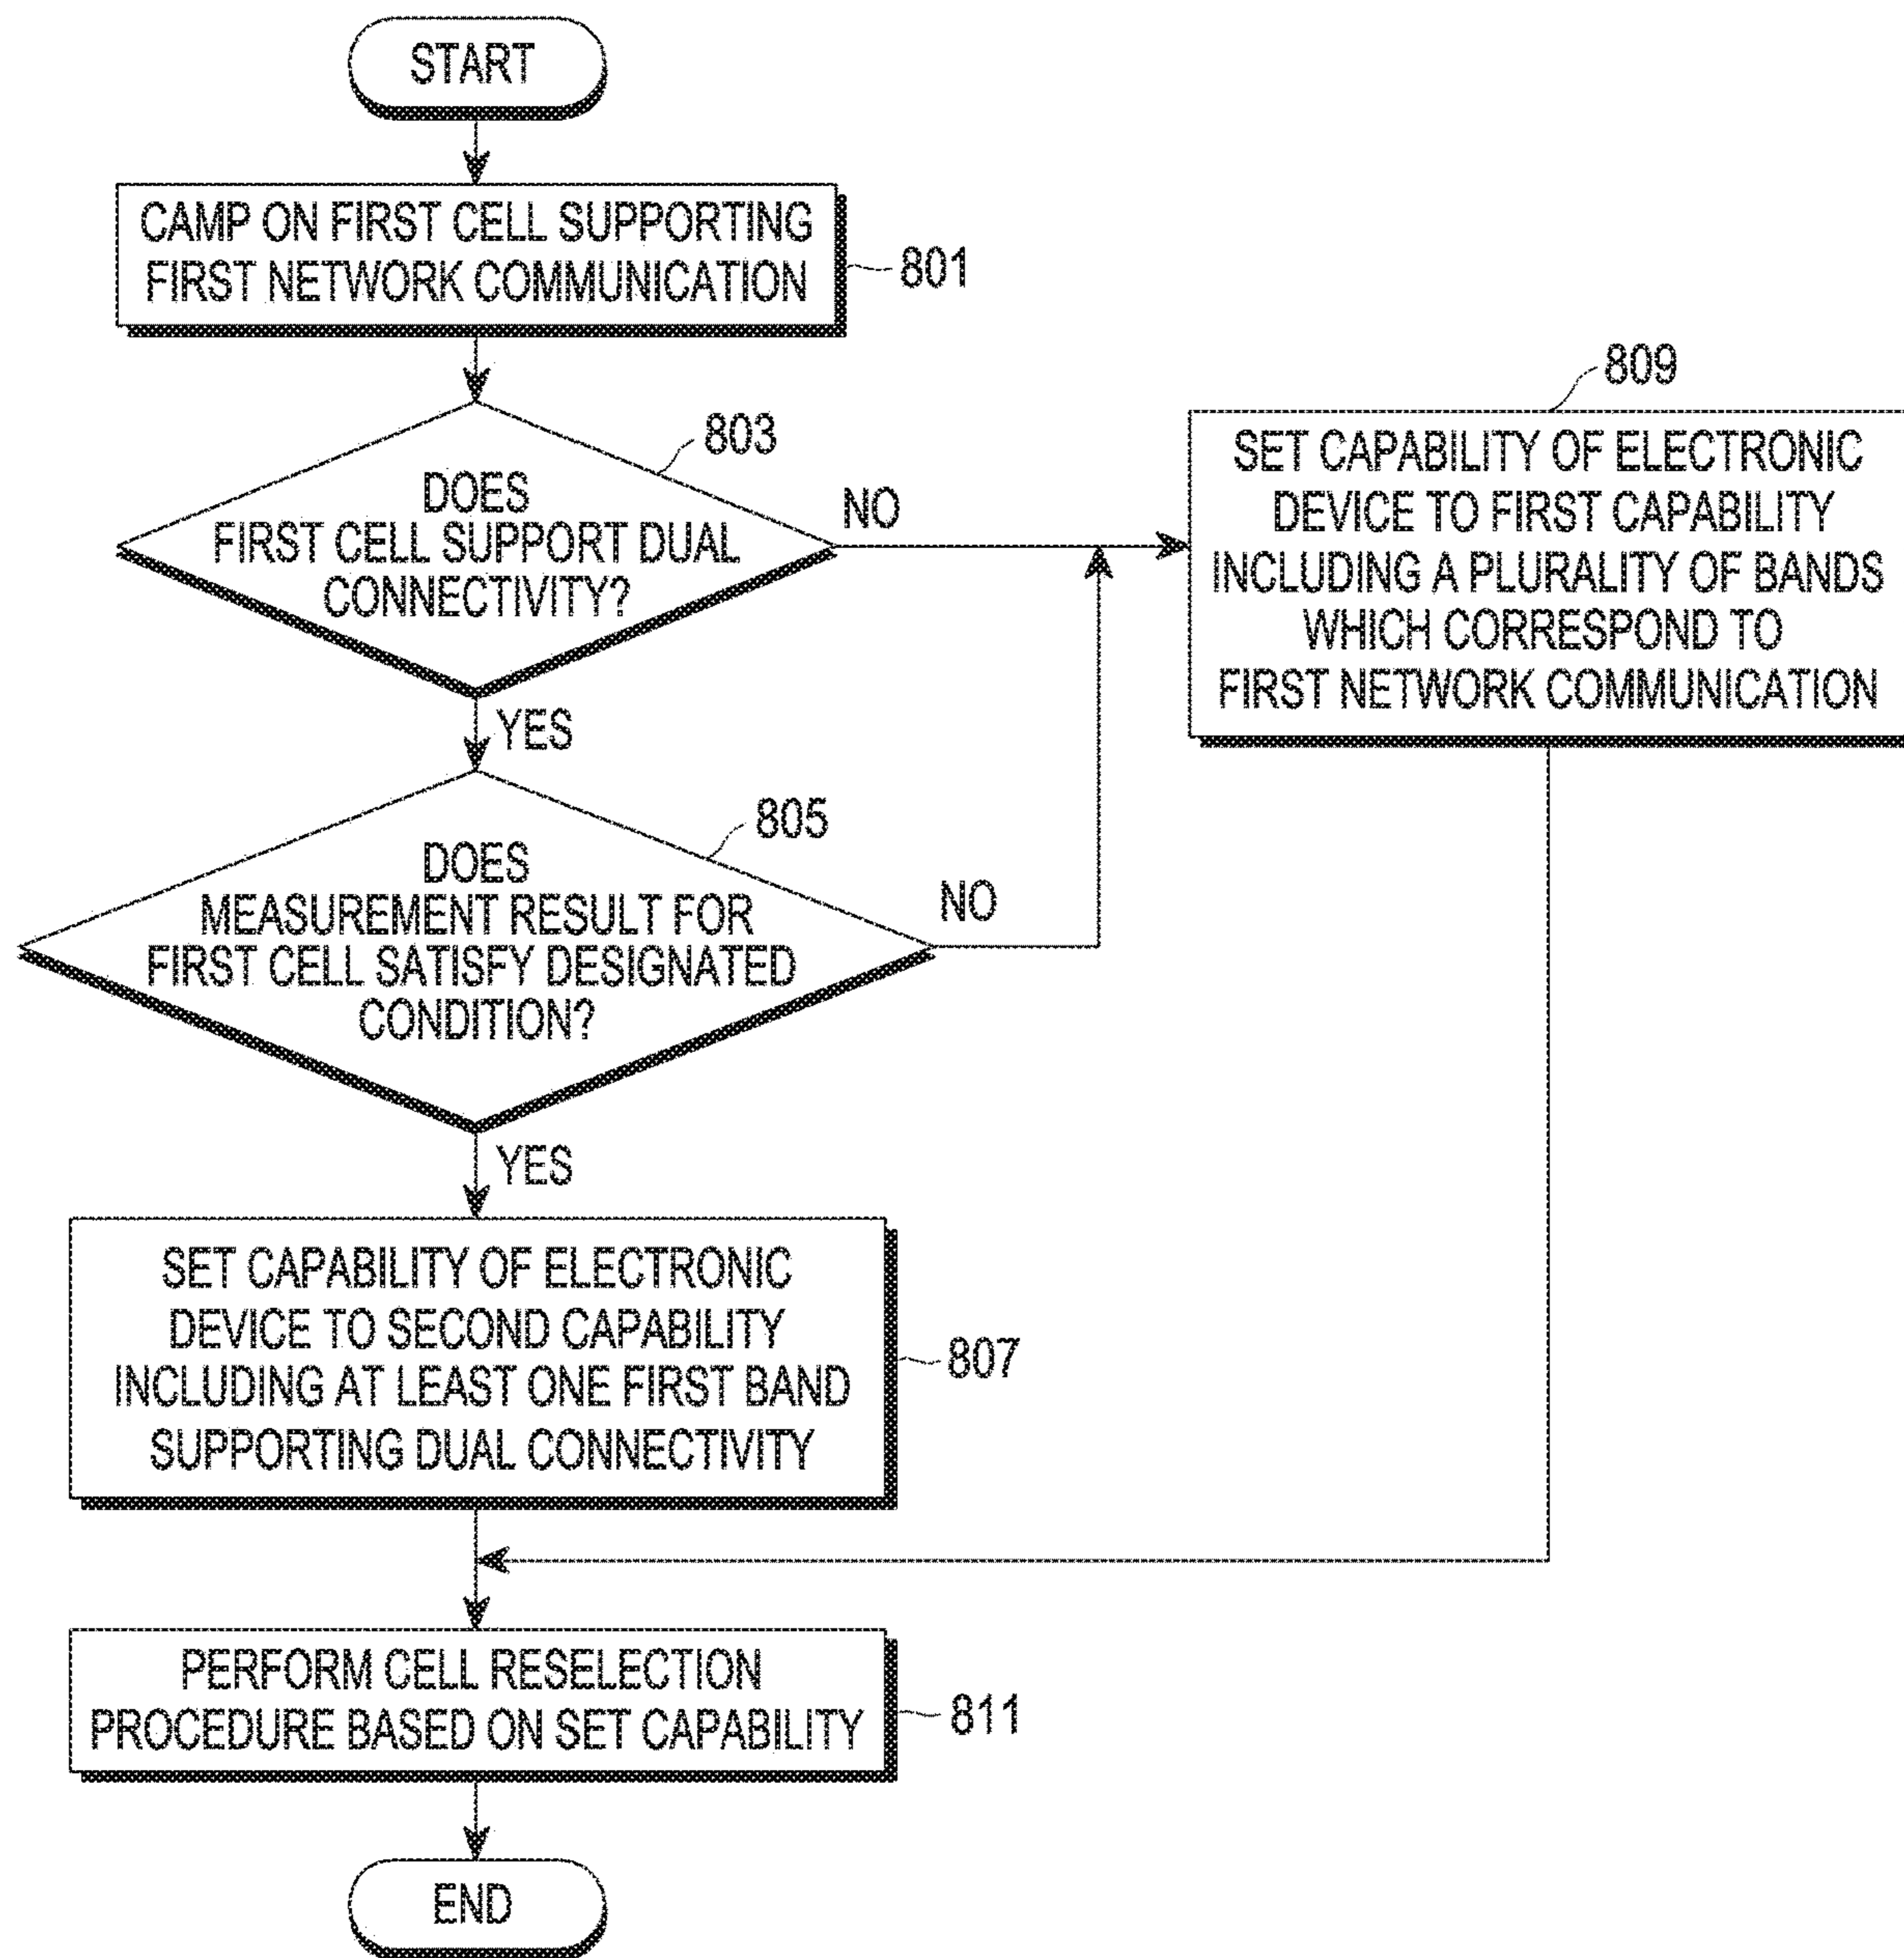 START
CAMP ON FIRST CELL SUPPORTING
FIRST NETWORK COMMUNICATION
801
803
DOES
FIRST CELL SUPPORT DUAL
CONNECTIVITY?
NO
YES
809
SET CAPABILITY OF ELECTRONIC
DEVICE TO FIRST CAPABILITY
INCLUDING A PLURALITY OF BANDS
WHICH CORRESPOND TO
FIRST NETWORK COMMUNICATION
805
DOES
MEASUREMENT RESULT FOR
FIRST CELL SATISFY DESIGNATED
CONDITION?
NO
YES
SET CAPABILITY OF ELECTRONIC
DEVICE TO SECOND CAPABILITY
INCLUDING AT LEAST ONE FIRST BAND
SUPPORTING DUAL CONNECTIVITY
807
PERFORM CELL RESELECTION
PROCEDURE BASED ON SET CAPABILITY
811
END